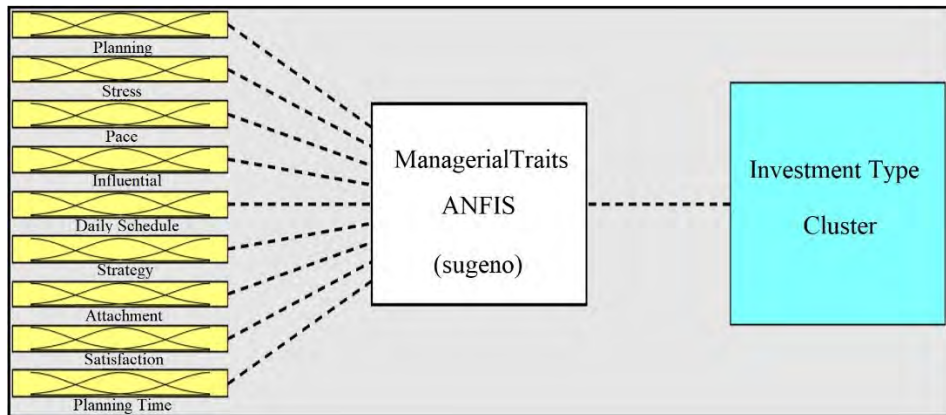 Planning
Stress
Pace
Influential
Daily Schedule
Strategy
Attachment
Satisfaction
Planning Time
ManagerialTraits
ANFIS
(sugeno)
Investment Type
Cluster